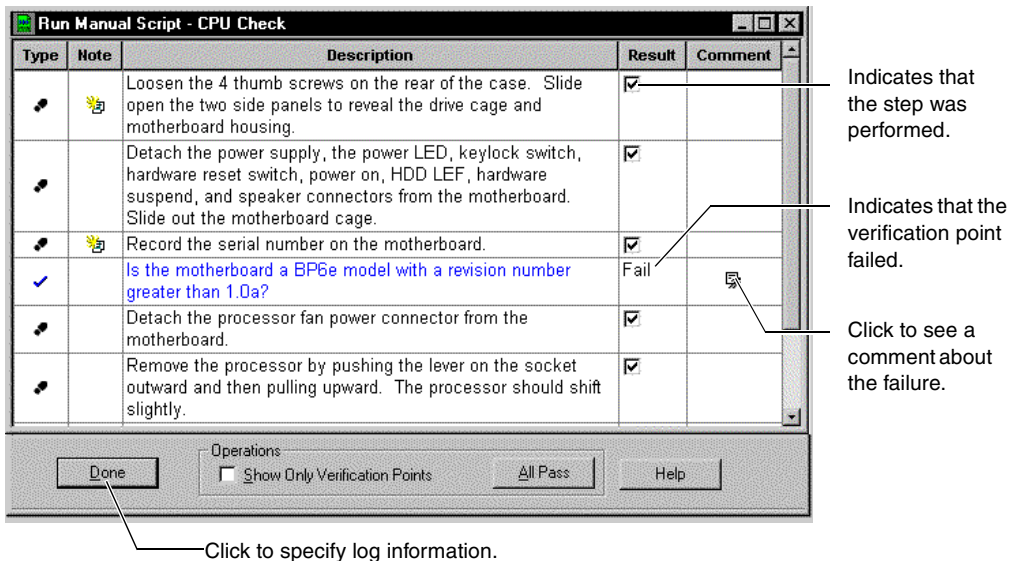 Run Manual Script - CPU Check
Type Note Description Result Comment
Loosen the 4 thumb screws on the rear of the case. Slide
open the two side panels to reveal the drive cage and
motherboard housing.
Detach the power supply, the power LED, keylock switch,
hardware reset switch, power on, HDD LEF, hardware
suspend, and speaker connectors from the motherboard.
Slide out the motherboard cage.
Record the serial number on the motherboard.
Is the motherboard a BP6e model with a revision number
greater than 1.0a?
Fail
Detach the processor fan power connector from the
motherboard.
Remove the processor by pushing the lever on the socket
outward and then pulling upward. The processor should shift
slightly.
Operations
Done
Show Only Verification Points
All Pass
Help
Indicates that
the step was
performed.
Indicates that the
verification point
failed.
Click to see a
comment about
the failure.
Click to specify log information.